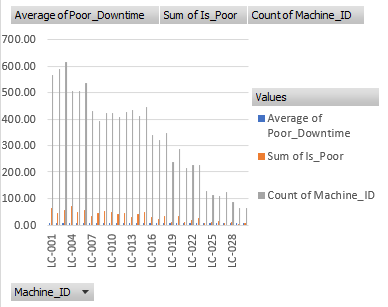 Average of Poor_Downtime Sum of Is_Poor Count of Machine_ID
700.00
600.00
500.00
400.00
300.00
200.00
100.00
0.00
LC-001 LC-004 LC-007 LC-010 LC-013 LC-016 LC-019 LC-022 LC-025 LC-028
Values
Average of
Poor_Downtime
Sum of Is_Poor
Count of Machine_ID
Machine_ID